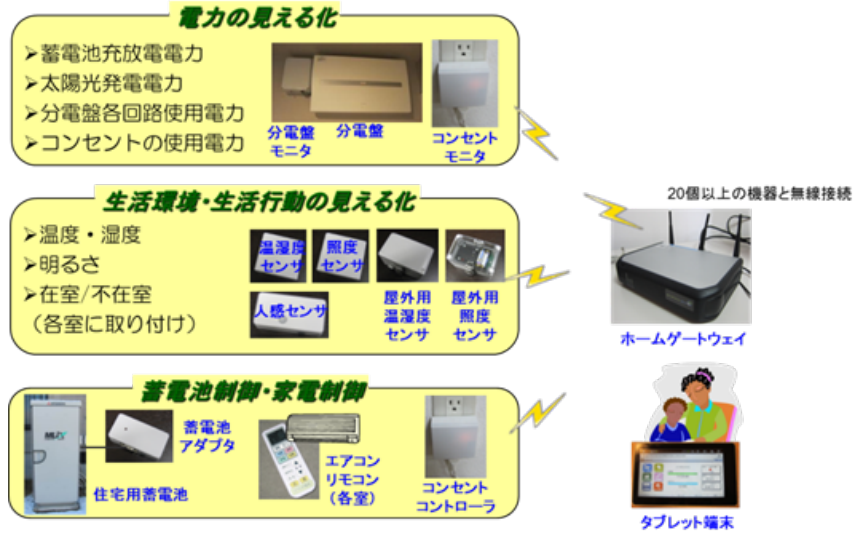 電力の見える化
➢蓄電池充放電電力
➢太陽光発電電力
➢分電盤各回路使用電力
➢コンセントの使用電力
分電盤
モニタ
分電盤
コンセント
モニタ
生活環境・生活行動の見える化
➢温度・湿度
➢明るさ
➢在室/不在室
（各室に取り付け）
温湿度
センサ
照度
センサ
人感センサ
屋外用
温湿度
センサ
屋外用
照度
センサ
20個以上の機器と無線接続
ホームゲートウェイ
蓄電池制御・家電制御
住宅用蓄電池
蓄電池
アダプタ
エアコン
リモコン
（各室）
コンセント
コントローラ
タブレット端末